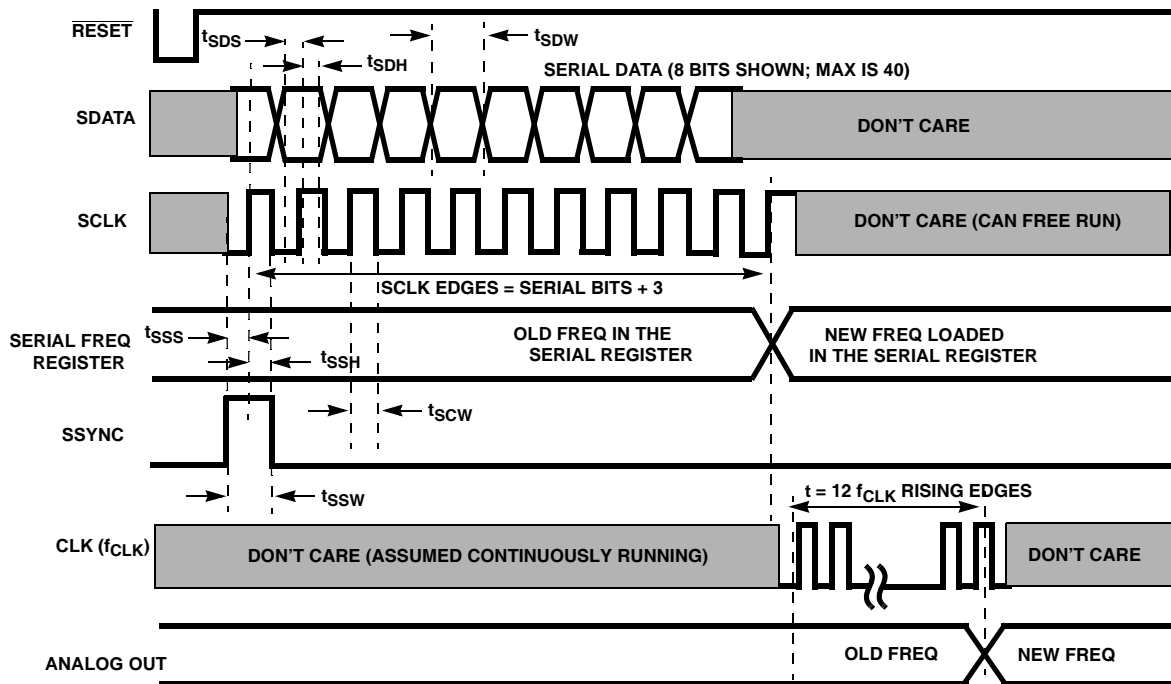 RESET
tSDS
tSDW
tSDH
SERIAL DATA (8 BITS SHOWN; MAX IS 40)
SDATA
DON'T CARE
SCLK
DON'T CARE (CAN FREE RUN)
SCLK EDGES = SERIAL BITS + 3
SERIAL FREQ
REGISTER
tSSS
tSSH
OLD FREQ IN THE
SERIAL REGISTER
NEW FREQ LOADED
IN THE SERIAL REGISTER
tSCW
SSYNC
tSSW
t = 12 fCLK RISING EDGES
CLK (fCLK)
DON'T CARE (ASSUMED CONTINUOUSLY RUNNING)
DON'T CARE
ANALOG OUT
OLD FREQ
NEW FREQ